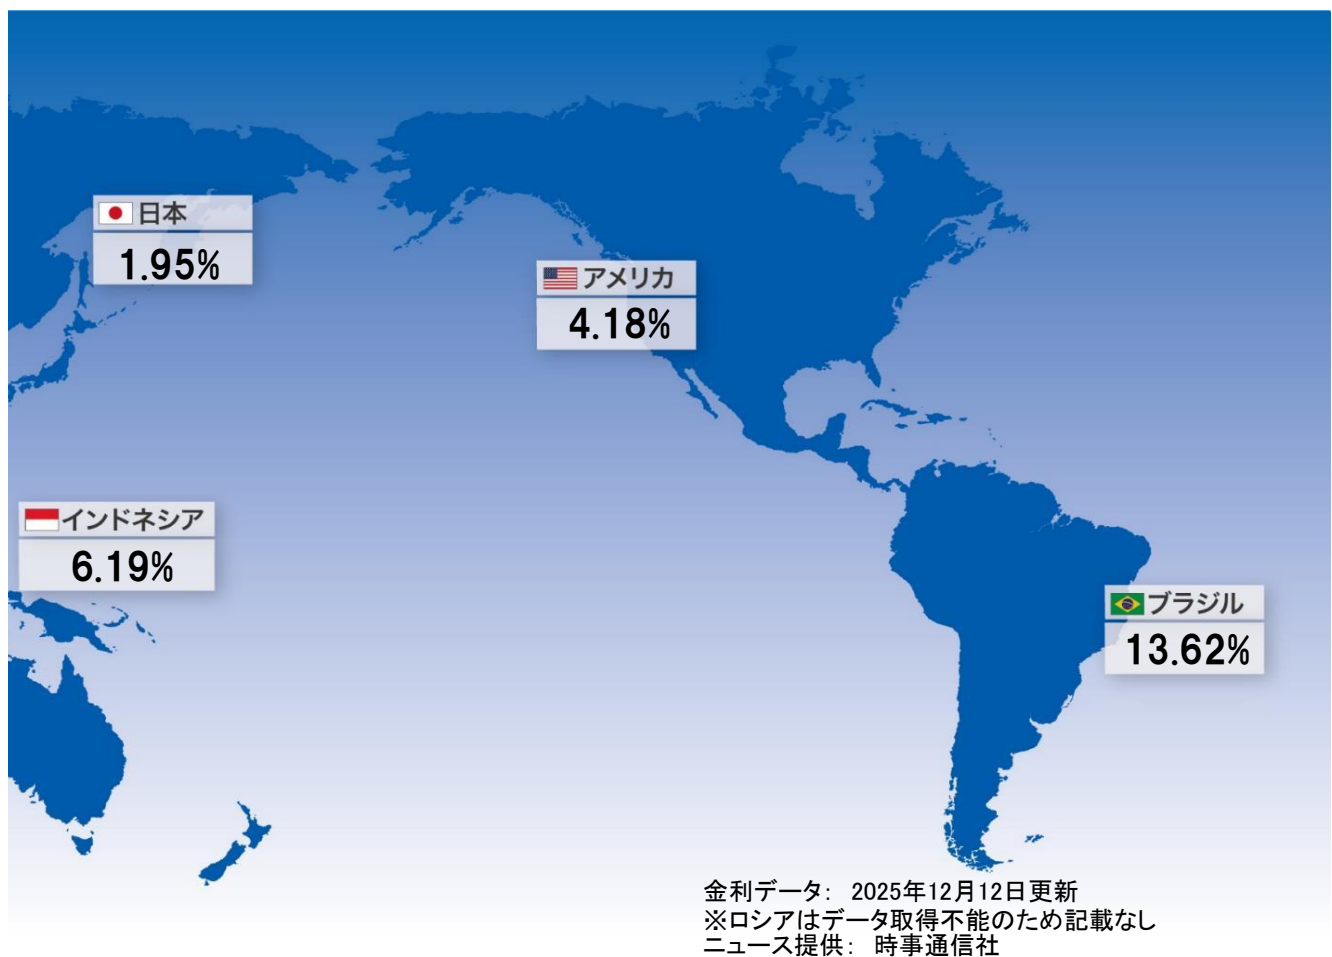 日本
1.95%
アメリカ
4.18%
インドネシア
6.19%
ブラジル
13.62%
金利データ: 2025年12月12日更新
※ロシアはデータ取得不能のため記載なし
ニュース提供: 時事通信社